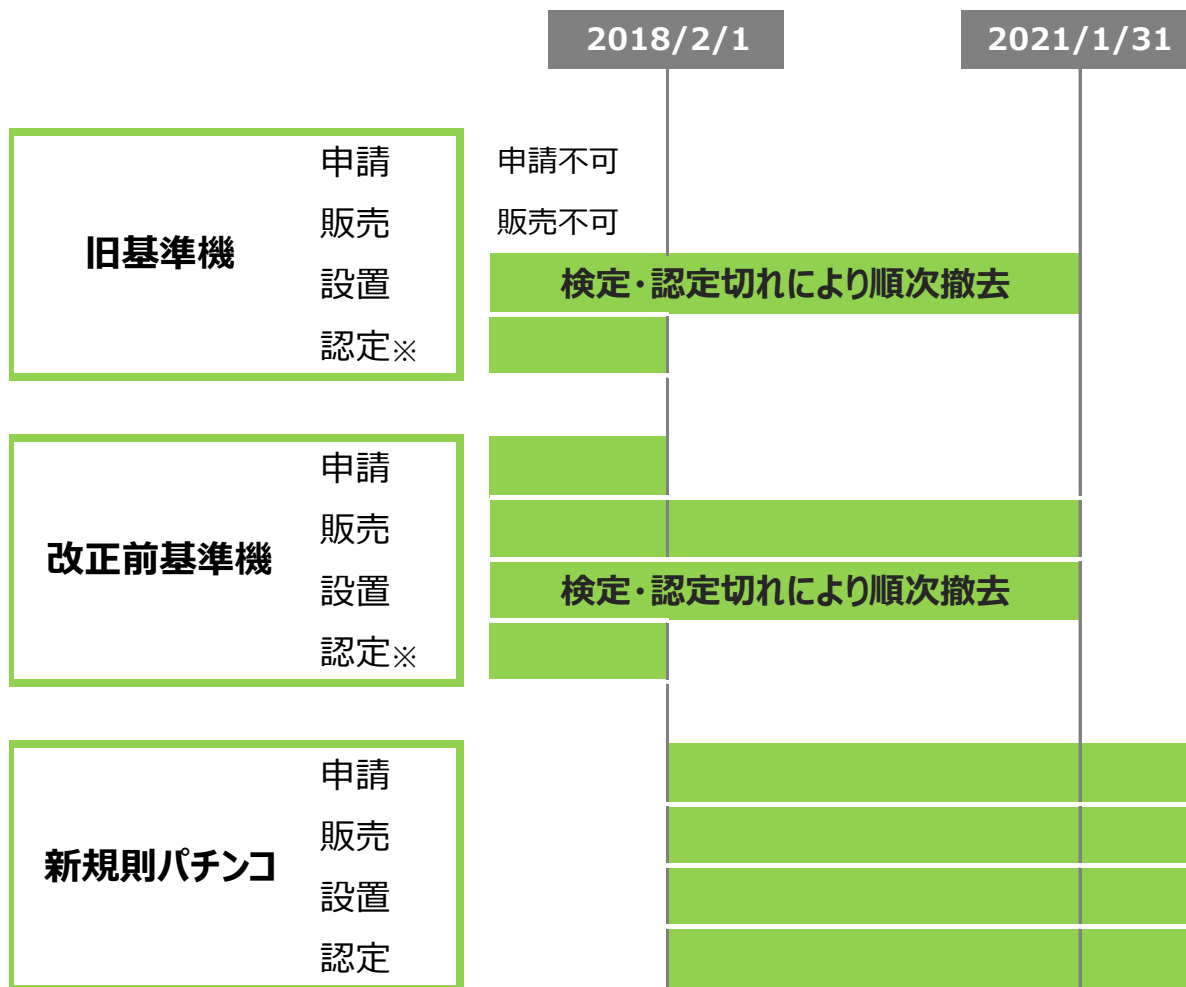 2018/2/1 2021/1/31
旧基準機
申請 申請不可
販売 販売不可
設置 検定・認定切れにより順次撤去
認定※
改正前基準機
申請
販売
設置 検定・認定切れにより順次撤去
認定※
新規則パチンコ
申請
販売
設置
認定